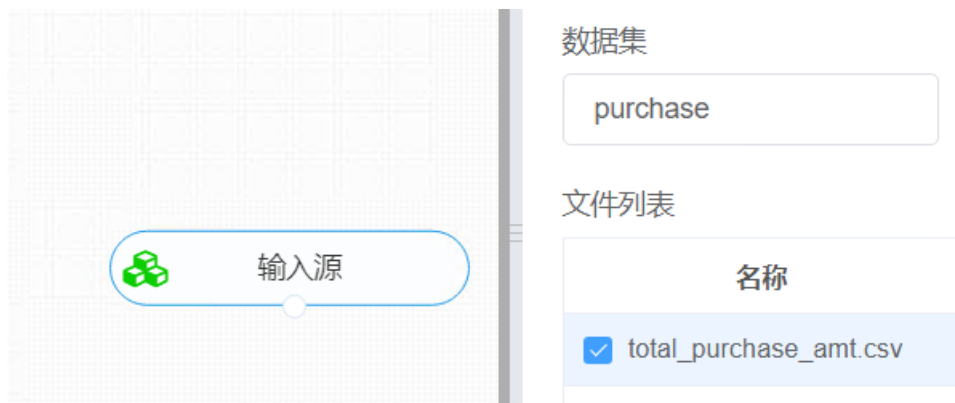 数据集
purchase
文件列表
输入源
名称
total_purchase_amt.csv